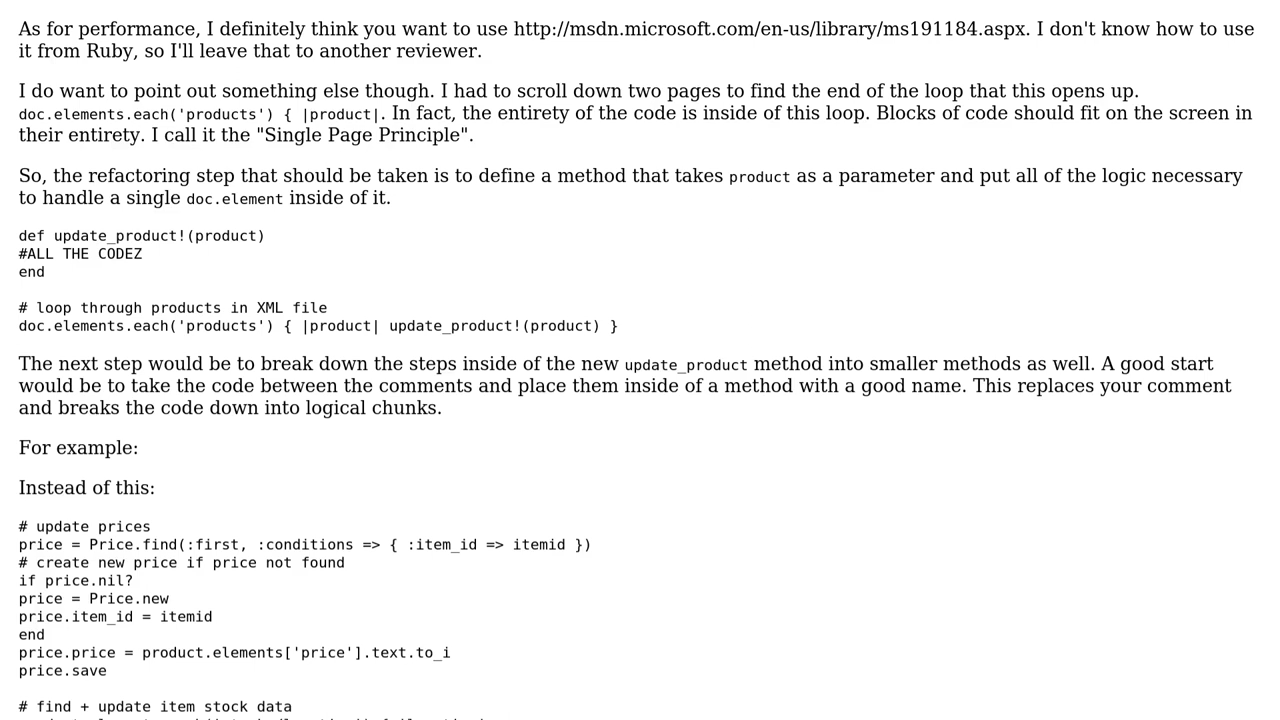 As for performance, I definitely think you want to use http://msdn.microsoft.com/en-us/library/ms191184.aspx. I don't know how to use
it from Ruby, so I'll leave that to another reviewer.
I do want to point out something else though. I had to scroll down two pages to find the end of the loop that this opens up.
doc.elements.each('products') { |product|. In fact, the entirety of the code is inside of this loop. Blocks of code should fit on the screen in
their entirety. I call it the "Single Page Principle".
So, the refactoring step that should be taken is to define a method that takes product as a parameter and put all of the logic necessary
to handle a single doc.element inside of it.
def update_product!(product)
#ALL THE CODEZ
end
# loop through products in XML file
doc.elements.each('products') { |product| update_product!(product) }
The next step would be to break down the steps inside of the new update_product method into smaller methods as well. A good start
would be to take the code between the comments and place them inside of a method with a good name. This replaces your comment
and breaks the code down into logical chunks.
For example:
Instead of this:
# update prices
price = Price.find(:first, :conditions => { :item_id => itemid })
# create new price if price not found
if price.nil?
price = Price.new
price.item_id = itemid
end
price.price = product.elements['price'].text.to_i
price.save
# find + update item stock data